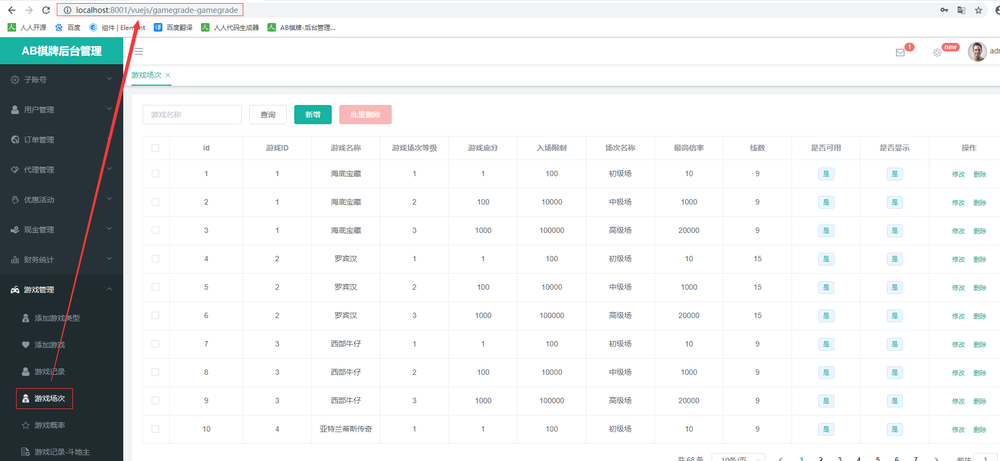 localhost:8001/vuejs/gamegrade-gamegrade
人人开源 百度 组件 | Element 百度翻译 人人代码生成器 AB棋牌-后台管理...
AB棋牌后台管理
1 new adm
子账号
用户管理
订单管理
代理管理
优惠活动
现金管理
财务统计
游戏管理
添加游戏类型
添加游戏
游戏记录
游戏场次
游戏概率
游戏记录-斗地主
游戏场次 ×
游戏名称 查询 新增 批量删除
id 游戏ID 游戏名称 游戏场次等级 游戏底分 入场限制 场次名称 最高倍率 线数 是否可用 是否显示 操作
1 1 海底宝藏 1 1 100 初级场 10 9 是 是 修改 删除
2 1 海底宝藏 2 100 10000 中极场 1000 9 是 是 修改 删除
3 1 海底宝藏 3 1000 100000 高级场 20000 9 是 是 修改 删除
4 2 罗宾汉 1 1 100 初级场 10 15 是 是 修改 删除
5 2 罗宾汉 2 100 10000 中级场 1000 15 是 是 修改 删除
6 2 罗宾汉 3 1000 100000 高级场 20000 15 是 是 修改 删除
7 3 西部牛仔 1 1 100 初级场 10 9 是 是 修改 删除
8 3 西部牛仔 2 100 10000 中级场 1000 9 是 是 修改 删除
9 3 西部牛仔 3 1000 100000 高级场 20000 9 是 是 修改 删除
10 4 亚特兰蒂斯传奇 1 1 100 初级场 10 9 是 是 修改 删除
共 68 条 10条/页 1 2 3 4 5 6 7 前往 1